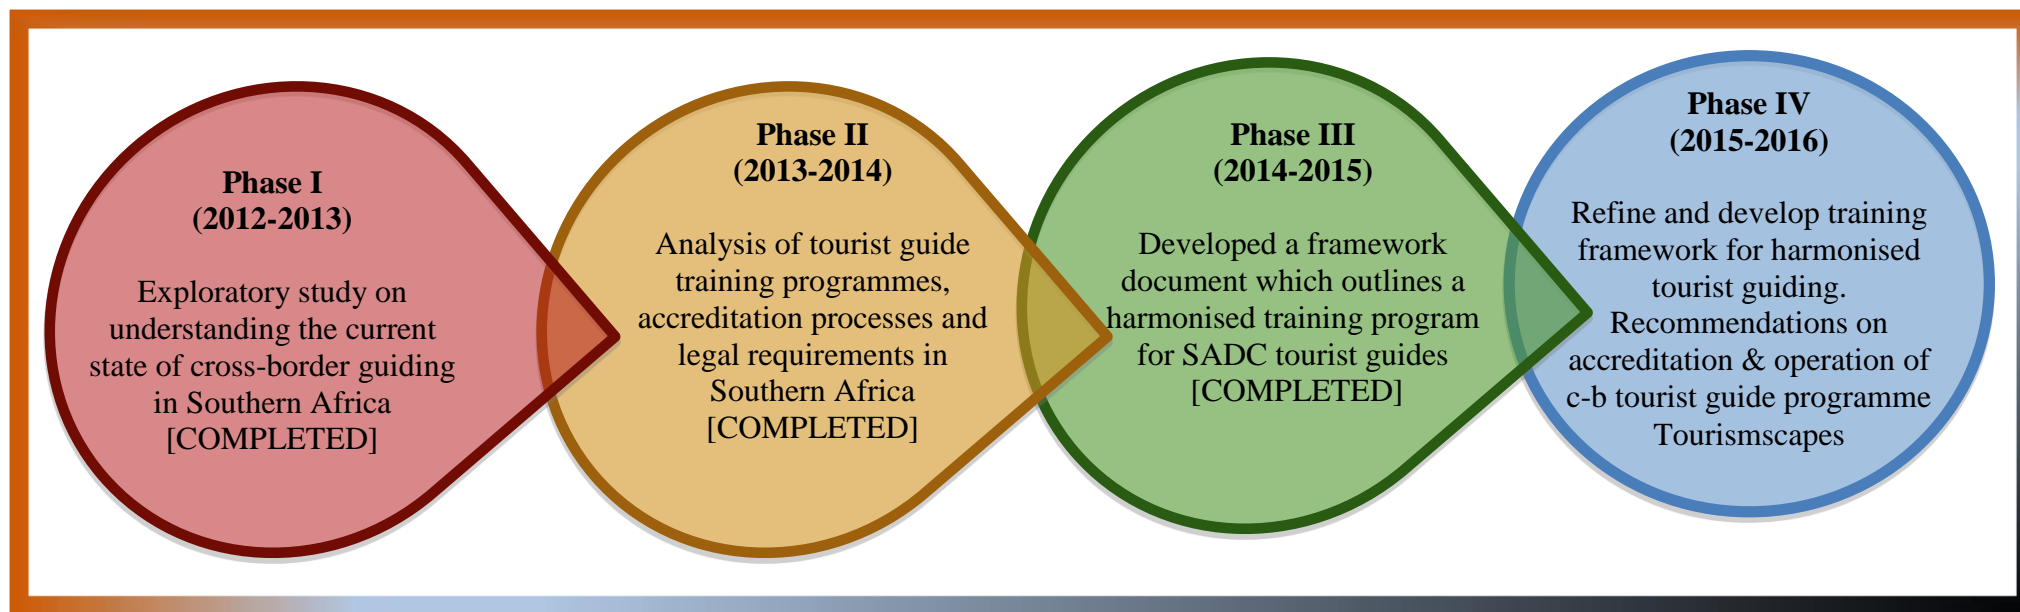 Phase I
(2012-2013)
Exploratory study on
understanding the current
state of cross-border guiding
in Southern Africa
[COMPLETED]
Phase II
(2013-2014)
Analysis of tourist guide
training programmes,
accreditation processes and
legal requirements in
Southern Africa
[COMPLETED]
Phase III
(2014-2015)
Developed a framework
document which outlines a
harmonised training program
for SADC tourist guides
[COMPLETED]
Phase IV
(2015-2016)
Refine and develop training
framework for harmonised
tourist guiding.
Recommendations on
accreditation & operation of
c-b tourist guide programme
Tourismscapes